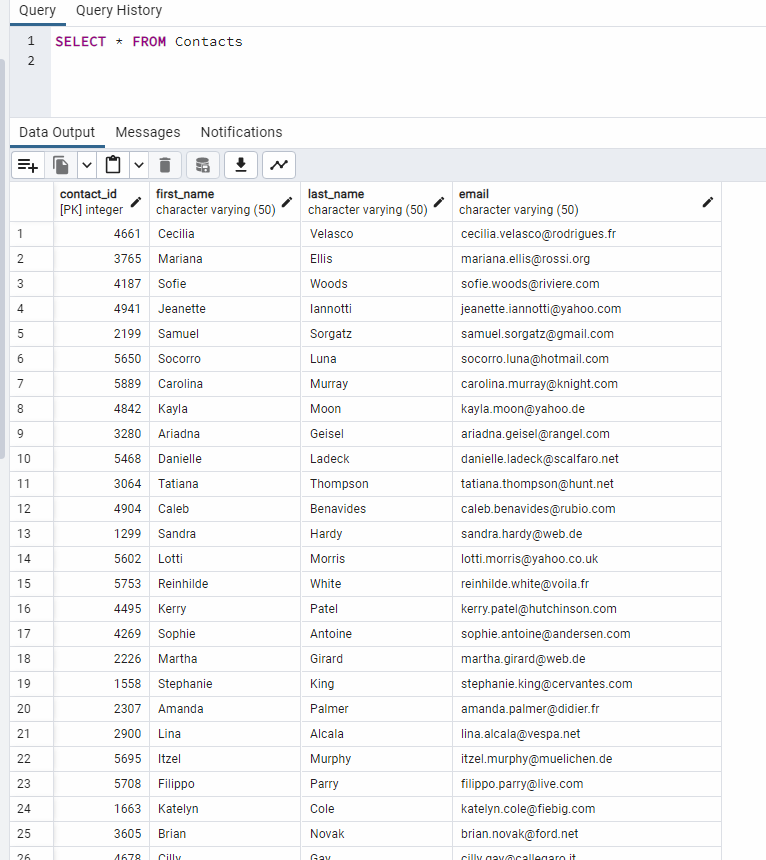 Query Query History
1 SELECT * FROM Contacts
2
Data Output Messages Notifications
contact_id first_name last_name email
[PK] integer character varying (50) character varying (50) character varying (50)
1 4661 Cecilia Velasco cecilia.velasco@rodrigues.fr
2 3765 Mariana Ellis mariana.ellis@rossi.org
3 4187 Sofie Woods sofie.woods@riviere.com
4 4941 Jeanette Iannotti jeanette.iannotti@yahoo.com
5 2199 Samuel Sorgatz samuel.sorgatz@gmail.com
6 5650 Socorro Luna socorro.luna@hotmail.com
7 5889 Carolina Murray carolina.murray@knight.com
8 4842 Kayla Moon kayla.moon@yahoo.de
9 3280 Ariadna Geisel ariadna.geisel@rangel.com
10 5468 Danielle Ladeck danielle.ladeck@scalfaro.net
11 3064 Tatiana Thompson tatiana.thompson@hunt.net
12 4904 Caleb Benavides caleb.benavides@rubio.com
13 1299 Sandra Hardy sandra.hardy@web.de
14 5602 Lotti Morris lotti.morris@yahoo.co.uk
15 5753 Reinhilde White reinhilde.white@voila.fr
16 4495 Kerry Patel kerry.patel@hutchinson.com
17 4269 Sophie Antoine sophie.antoine@andersen.com
18 2226 Martha Girard martha.girard@web.de
19 1558 Stephanie King stephanie.king@cervantes.com
20 2307 Amanda Palmer amanda.palmer@didier.fr
21 2900 Lina Alcala lina.alcala@vespa.net
22 5695 Itzel Murphy itzel.murphy@muelichen.de
23 5708 Filippo Parry filippo.parry@live.com
24 1663 Katelyn Cole katelyn.cole@fiebig.com
25 3605 Brian Novak brian.novak@ford.net
26 4678 Cilly Gay cilly.gay@callegaro.it